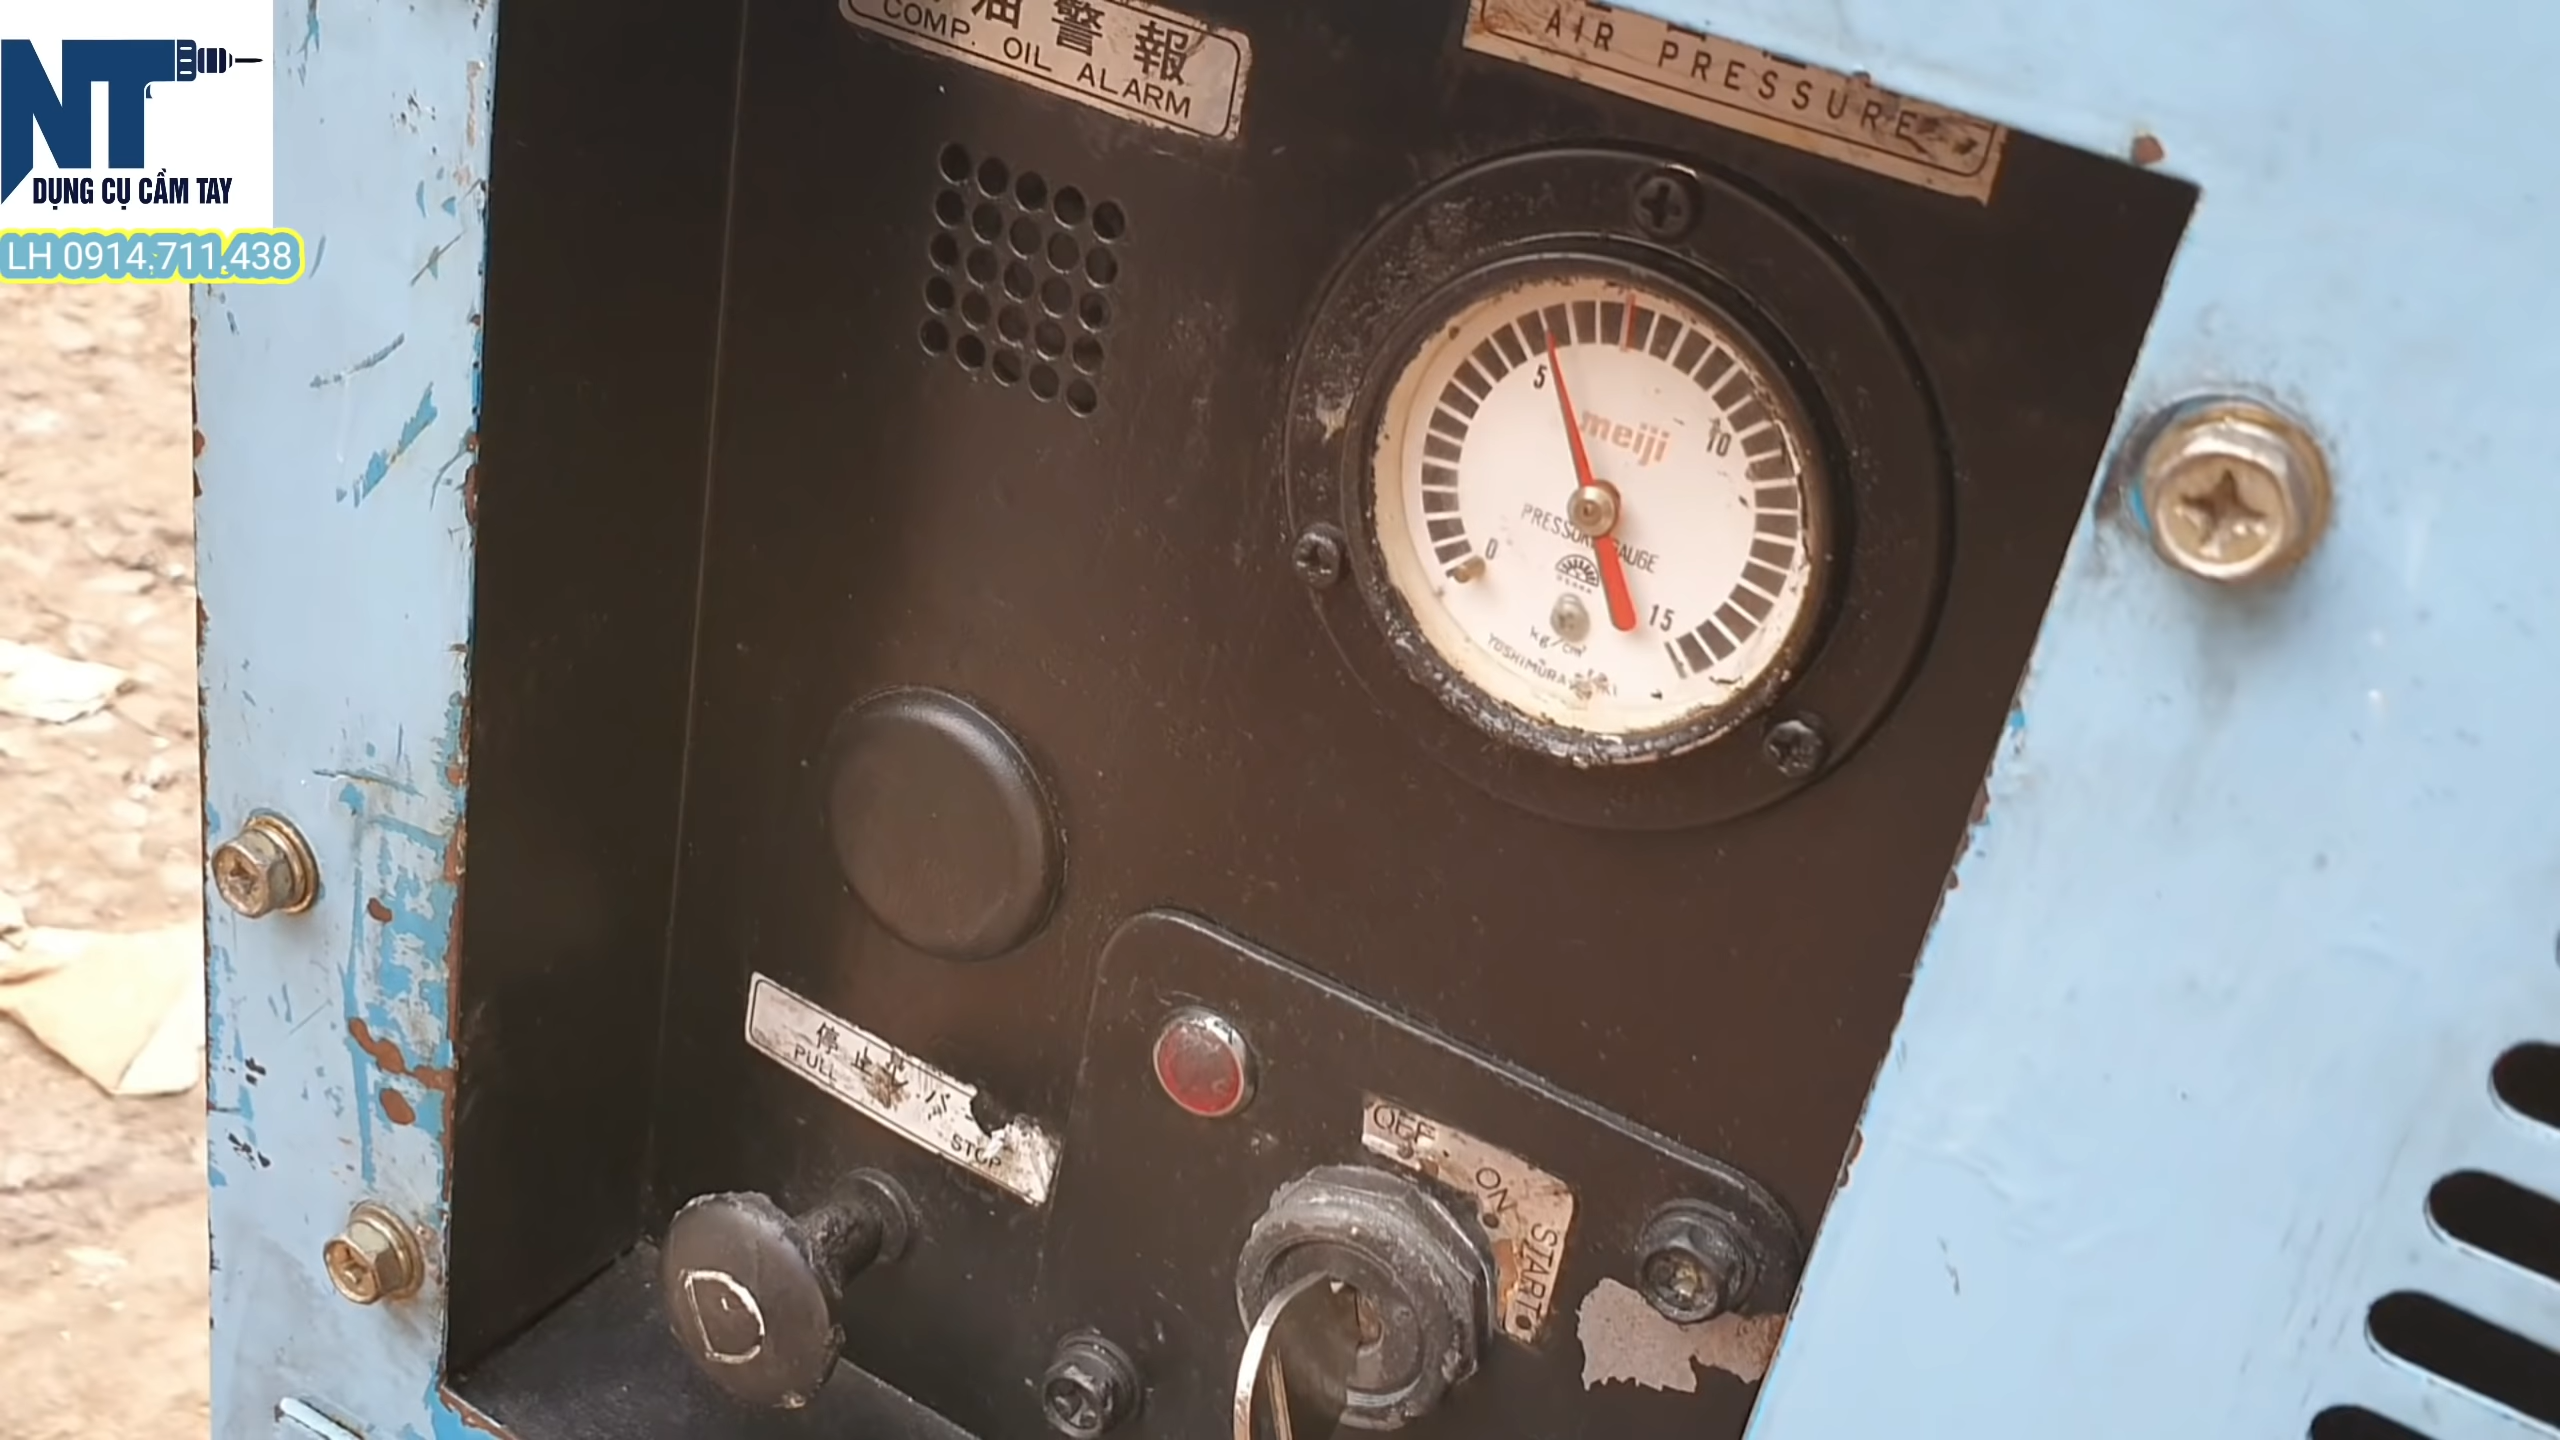 NT
DỤNG CỤ CẦM TAY
LH 0914.711.438
油警報
COMP. OIL ALARM
AIR PRESSURE
0
5
10
15
meiji
PRESSURE GAUGE
kg/cm²
停止
PULL
STOP
OFF
ON
START